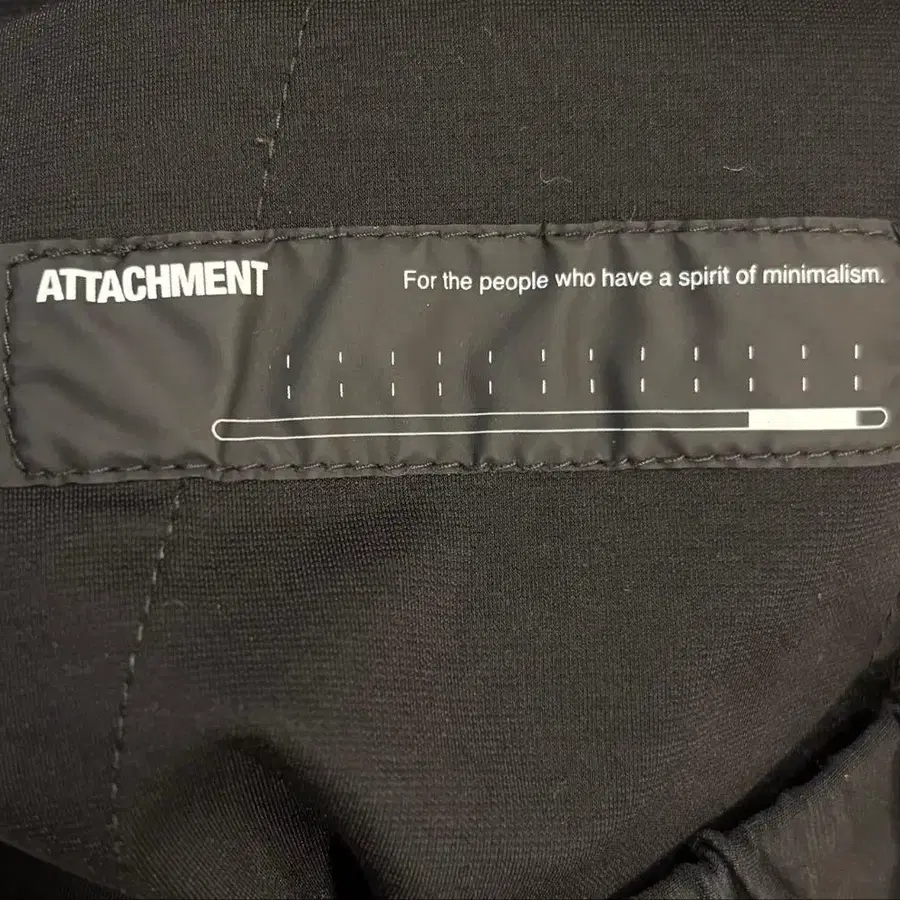 ATTACHMENT
For the people who have a spirit of minimalism.